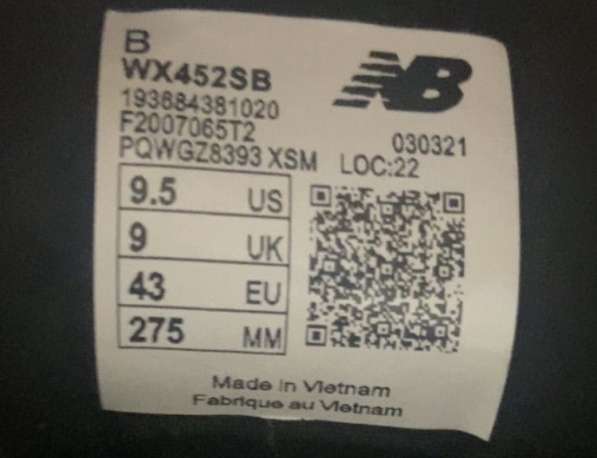 B
WX452SB
NB
193684381020
F2007065T2
030321
PQWGZ8393 XSM LOC:22
9.5 US
9 UK
43 EU
275 MM
Made in Vietnam
Fabrique au Vietnam